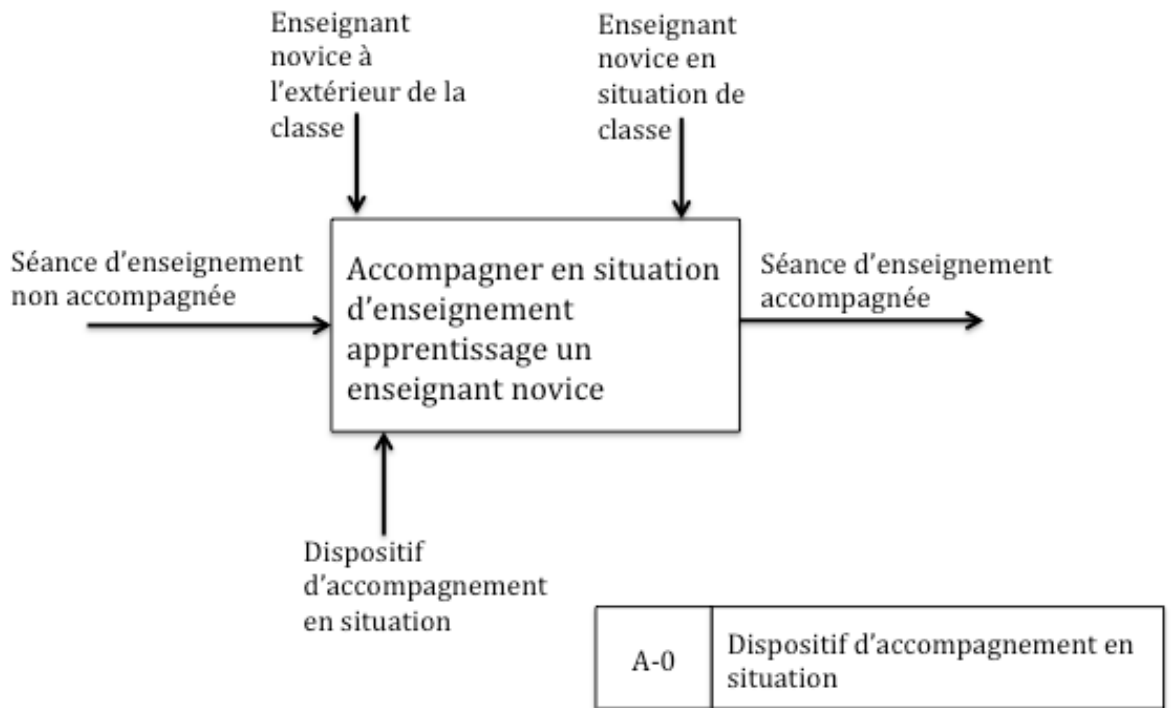 Enseignant
novice à
l'extérieur de la
classe
Enseignant
novice en
situation de
classe
Séance d'enseignement
non accompagnée
Accompagner en situation
d'enseignement
apprentissage un
enseignant novice
Séance d'enseignement
accompagnée
Dispositif
d'accompagnement
en situation
A-0
Dispositif d'accompagnement en
situation